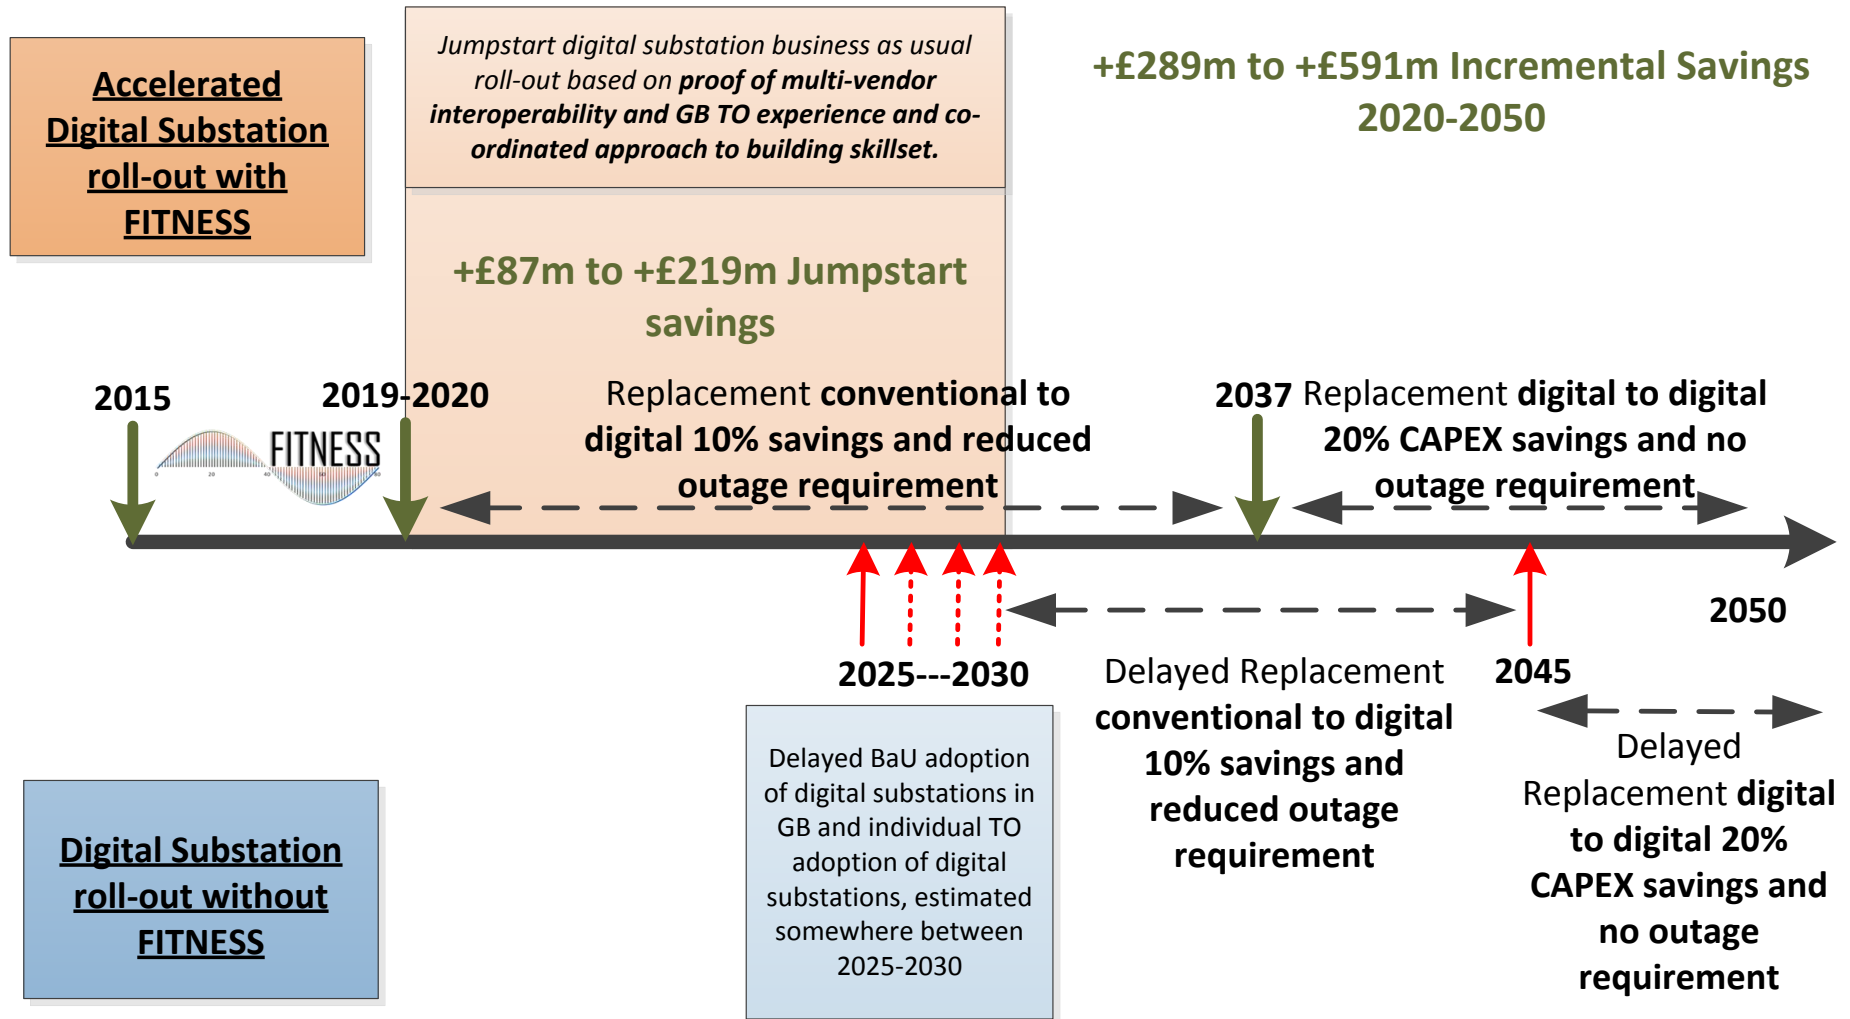 Accelerated
Digital Substation
roll-out with
FITNESS
Jumpstart digital substation business as usual
roll-out based on proof of multi-vendor
interoperability and GB TO experience and co-
ordinated approach to building skillset.
+£289m to +£591m Incremental Savings
2020-2050
+£87m to +£219m Jumpstart
savings
2015
2019-2020
Replacement conventional to
digital 10% savings and reduced
outage requirement
2037
Replacement digital to digital
20% CAPEX savings and no
outage requirement
FITNESS
0 20 40 60 80
2050
2025---2030
Delayed Replacement
conventional to digital
10% savings and
reduced outage
requirement
2045
Delayed
Replacement digital
to digital 20%
CAPEX savings and
no outage
requirement
Delayed BaU adoption
of digital substations in
GB and individual TO
adoption of digital
substations, estimated
somewhere between
2025-2030
Digital Substation
roll-out without
FITNESS